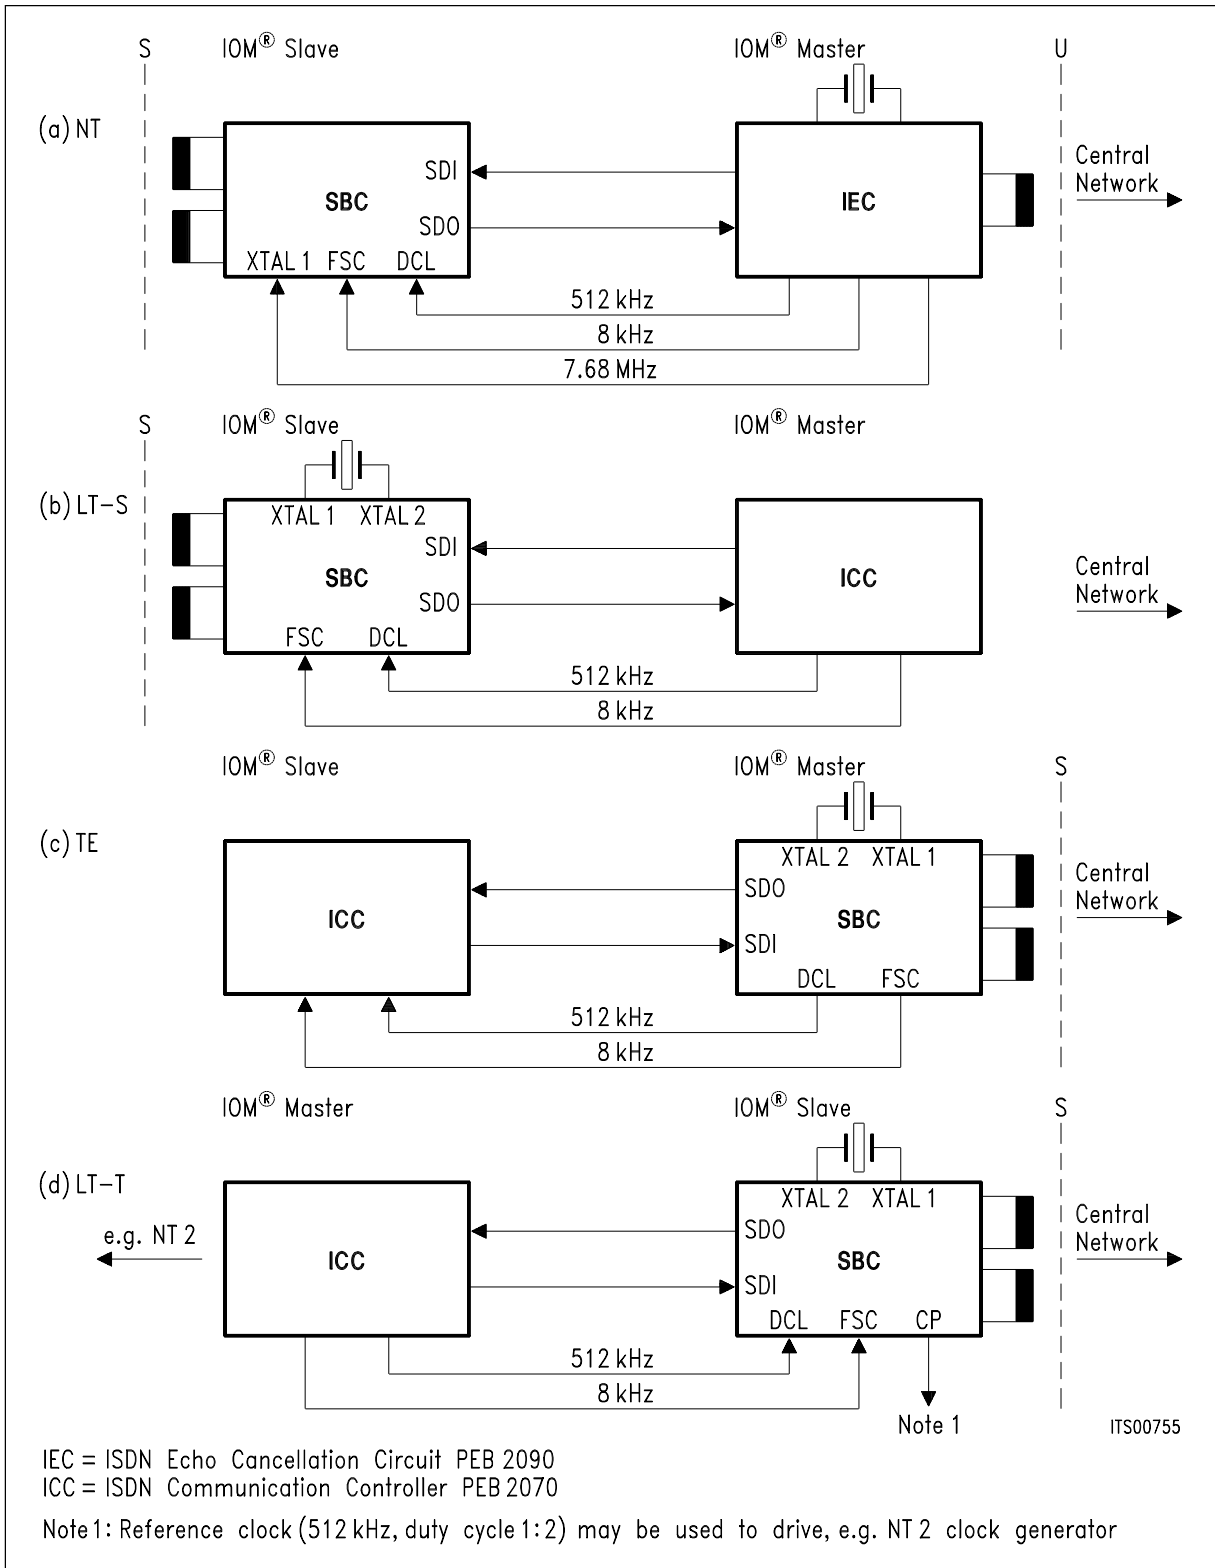 S IOM® Slave IOM® Master U
(a) NT
SDI
SBC
SDO
XTAL 1 FSC DCL
IEC
Central
Network
512 kHz
8 kHz
7.68 MHz
S IOM® Slave IOM® Master
(b) LT-S
XTAL 1 XTAL 2
SDI
SBC
SDO
FSC DCL
ICC
Central
Network
512 kHz
8 kHz
IOM® Slave IOM® Master S
(c) TE
ICC
XTAL 2 XTAL 1
SDO
SBC
SDI
DCL FSC
Central
Network
512 kHz
8 kHz
IOM® Master IOM® Slave S
(d) LT-T
e.g. NT 2
ICC
XTAL 2 XTAL 1
SDO
SBC
SDI
DCL FSC CP
Central
Network
512 kHz
8 kHz
Note 1
ITS00755
IEC = ISDN Echo Cancellation Circuit PEB 2090
ICC = ISDN Communication Controller PEB 2070
Note1: Reference clock (512 kHz, duty cycle 1:2) may be used to drive, e.g. NT 2 clock generator